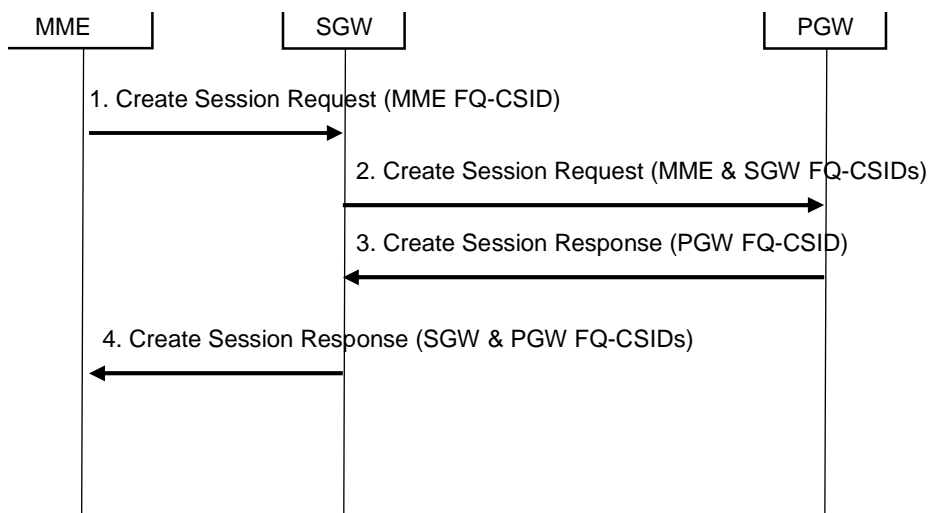 MME
SGW
PGW
1. Create Session Request (MME FQ-CSID)
2. Create Session Request (MME & SGW FQ-CSIDs)
3. Create Session Response (PGW FQ-CSID)
4. Create Session Response (SGW & PGW FQ-CSIDs)